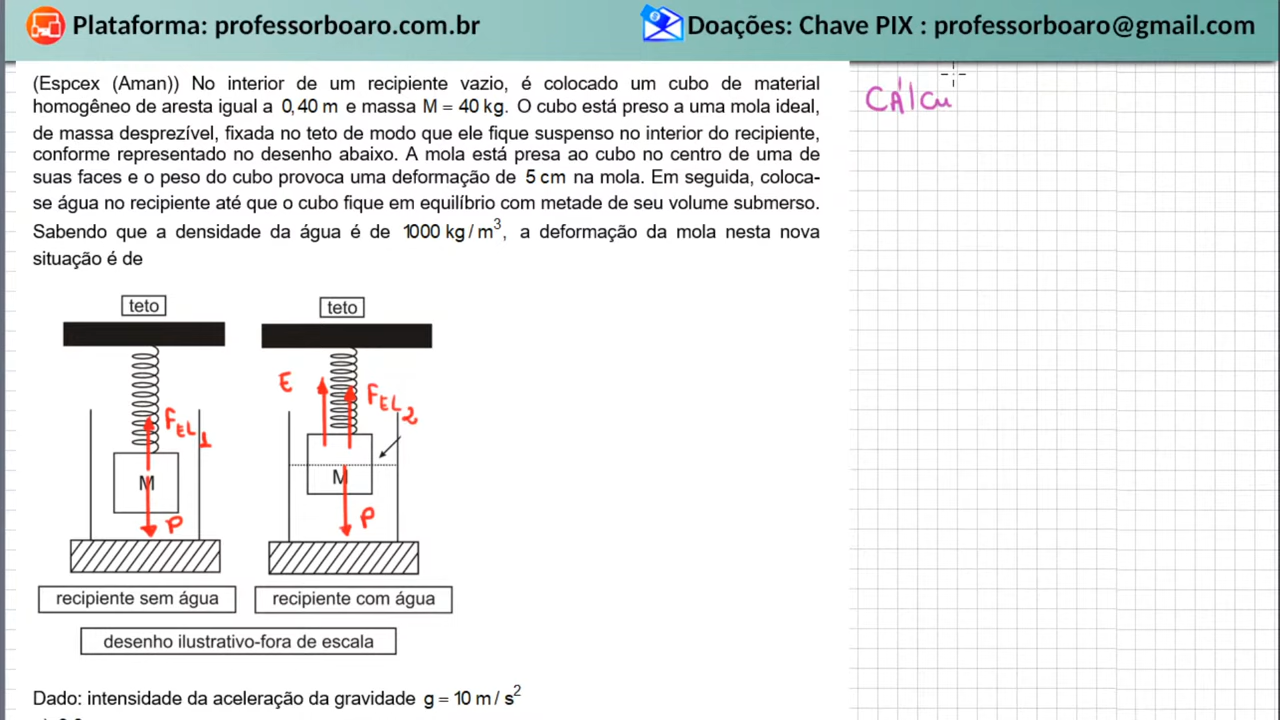 Plataforma: professorboaro.com.br
Doações: Chave PIX : professorboaro@gmail.com
(Espcex (Aman)) No interior de um recipiente vazio, é colocado um cubo de material
homogêneo de aresta igual a 0,40 m e massa M = 40 kg. O cubo está preso a uma mola ideal,
de massa desprezível, fixada no teto de modo que ele fique suspenso no interior do recipiente,
conforme representado no desenho abaixo. A mola está presa ao cubo no centro de uma de
suas faces e o peso do cubo provoca uma deformação de 5 cm na mola. Em seguida, coloca-
se água no recipiente até que o cubo fique em equilíbrio com metade de seu volume submerso.
Sabendo que a densidade da água é de 1000 kg / m³, a deformação da mola nesta nova
situação é de
CÁlcu
teto
teto
E
FEL1
FEL2
M
M
P
P
recipiente sem água
recipiente com água
desenho ilustrativo-fora de escala
Dado: intensidade da aceleração da gravidade g = 10 m / s²